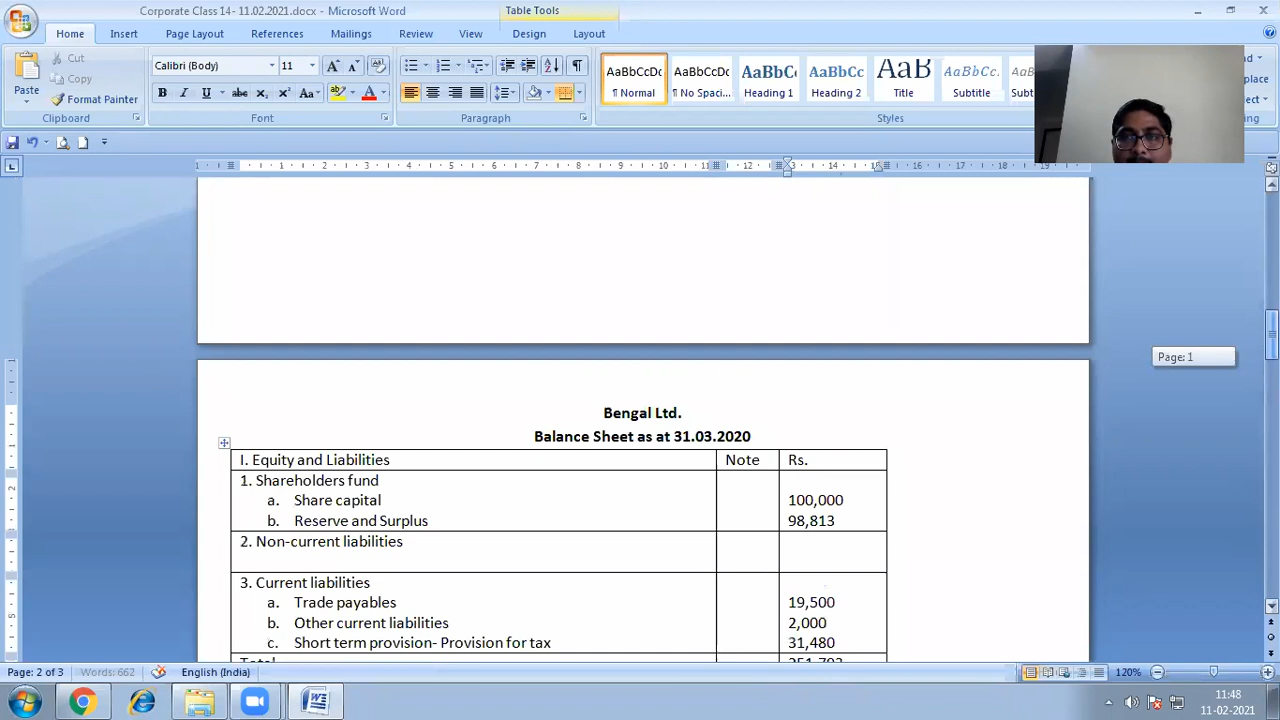 Corporate Class 14- 11.02.2021.docx - Microsoft Word
Table Tools
Home Insert Page Layout References Mailings Review View Design Layout
Cut
Copy
Format Painter
Paste
Clipboard
Calibri (Body) 11
Font
Paragraph
AaBbCcDc AaBbCcDc AaBbC AaBbCc AaB AaBbCc. AaB
¶ Normal ¶ No Spaci... Heading 1 Heading 2 Title Subtitle Subt
Styles
Page: 1
Bengal Ltd.
Balance Sheet as at 31.03.2020
I. Equity and Liabilities Note Rs.
1. Shareholders fund
a. Share capital 100,000
b. Reserve and Surplus 98,813
2. Non-current liabilities
3. Current liabilities
a. Trade payables 19,500
b. Other current liabilities 2,000
c. Short term provision- Provision for tax 31,480
Total
Page: 2 of 3 Words: 662 English (India) 120%
11:48
11-02-2021